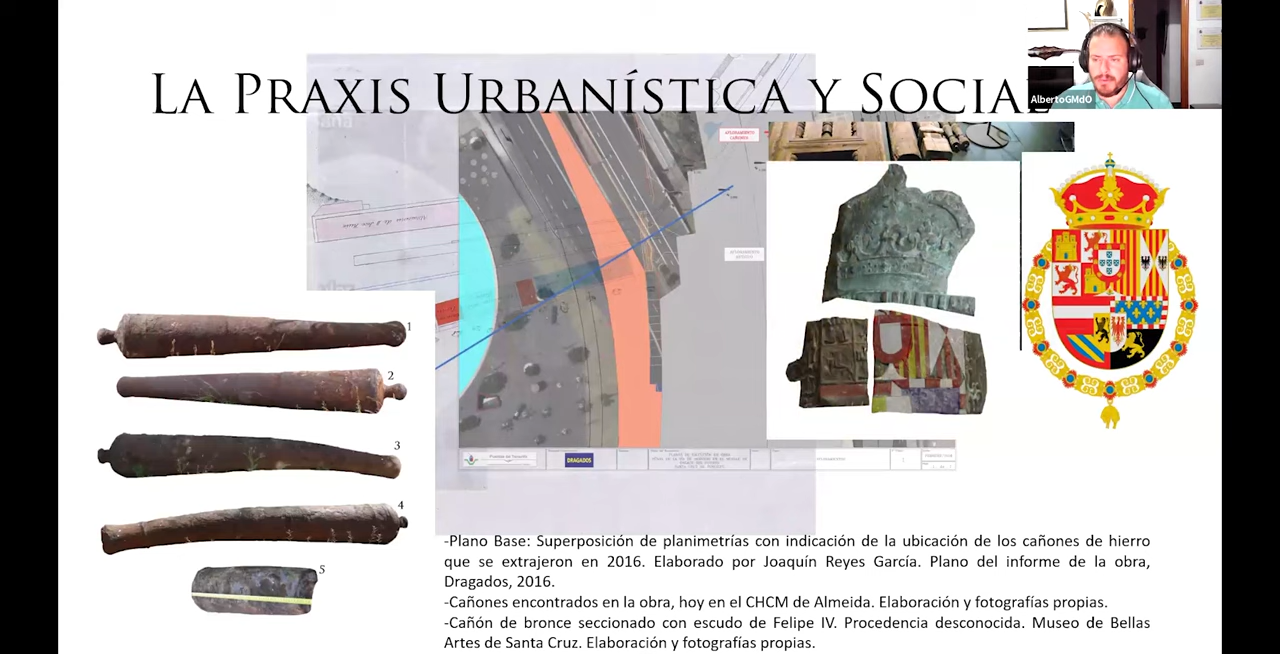 LA PRAXIS URBANÍSTICA Y SOCIAL
AlbertoGMdO
1
2
3
4
5
DRAGADOS
-Plano Base: Superposición de planimetrías con indicación de la ubicación de los cañones de hierro
que se extrajeron en 2016. Elaborado por Joaquín Reyes García. Plano del informe de la obra,
Dragados, 2016.
-Cañones encontrados en la obra, hoy en el CHCM de Almeida. Elaboración y fotografías propias.
-Cañón de bronce seccionado con escudo de Felipe IV. Procedencia desconocida. Museo de Bellas
Artes de Santa Cruz. Elaboración y fotografías propias.